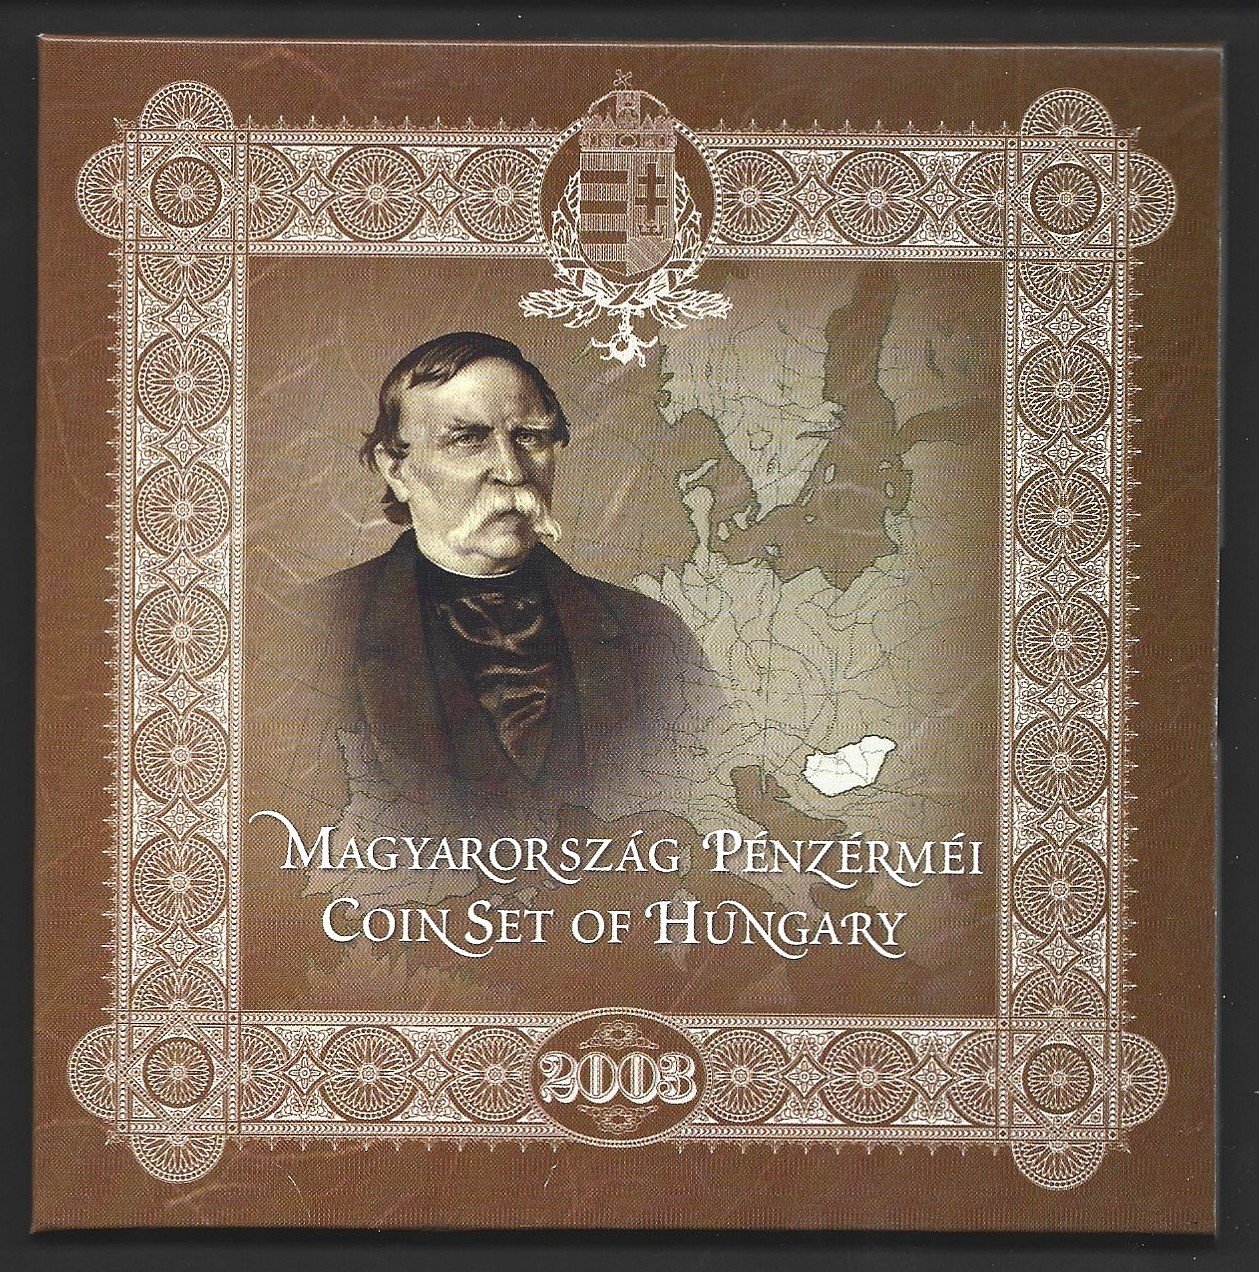 Magyarország Pénzérméi
Coin Set of Hungary
2003